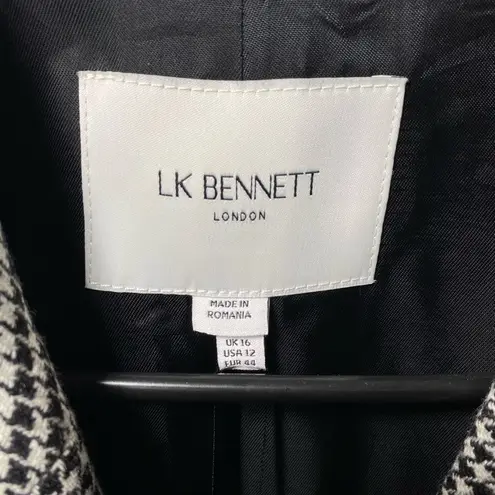 LK BENNETT
LONDON
MADE IN
ROMANIA
UK 16
USA 12
EUR 44